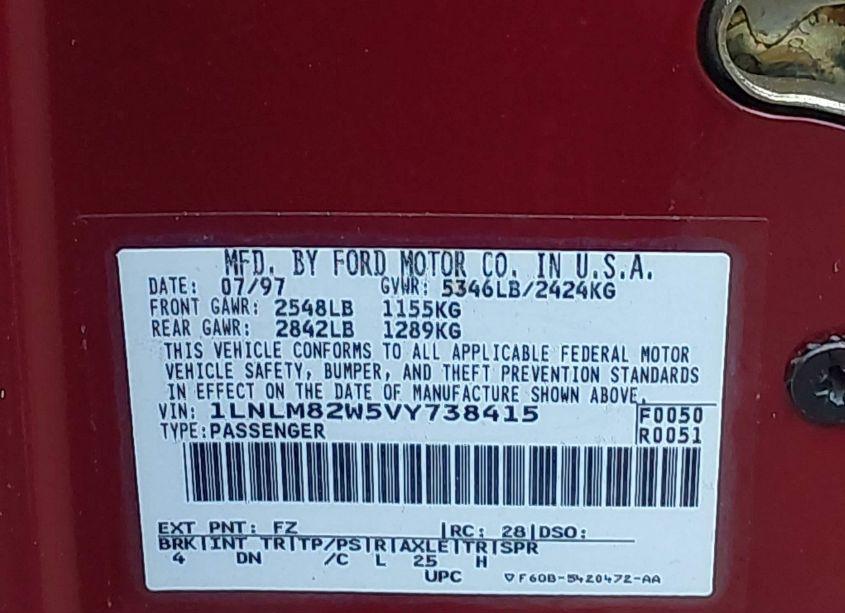 MFD. BY FORD MOTOR CO. IN U.S.A.
DATE: 07/97 GVWR: 5346LB/2424KG
FRONT GAWR: 2548LB 1155KG
REAR GAWR: 2842LB 1289KG
THIS VEHICLE CONFORMS TO ALL APPLICABLE FEDERAL MOTOR
VEHICLE SAFETY, BUMPER, AND THEFT PREVENTION STANDARDS
IN EFFECT ON THE DATE OF MANUFACTURE SHOWN ABOVE.
VIN: 1LNLM82W5VY738415 F0050
TYPE: PASSENGER R0051
EXT PNT: FZ |RC: 28|DSO:
BRK|INT TR|TP/PS|R|AXLE|TR|SPR
4 DN /C L 25 H
UPC ▽F60B-5420472-AA